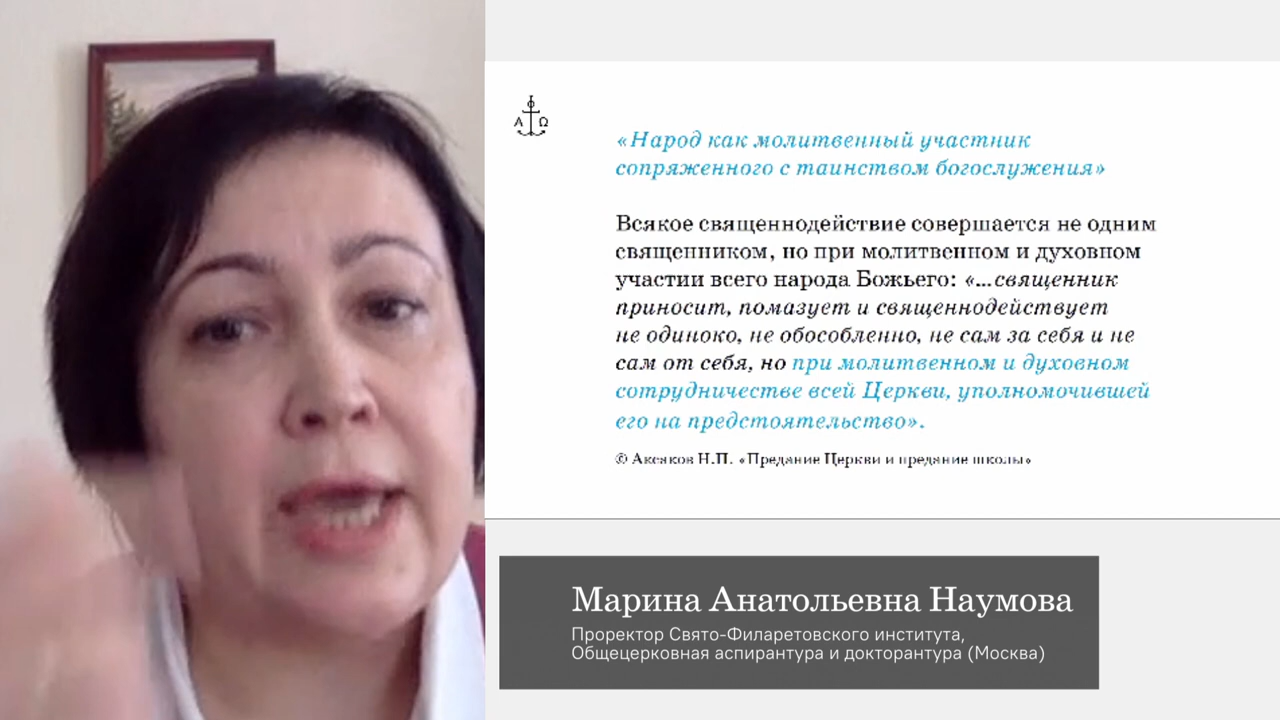 Α Ω
«Народ как молитвенный участник
сопряженного с таинством богослужения»
Всякое священнодействие совершается не одним
священником, но при молитвенном и духовном
участии всего народа Божьего: «...священник
приносит, помазует и священнодействует
не одиноко, не обособленно, не сам за себя и не
сам от себя, но при молитвенном и духовном
сотрудничестве всей Церкви, уполномочившей
его на предстоятельство».
© Аксаков Н.П. «Предание Церкви и предание школы»
Марина Анатольевна Наумова
Проректор Свято-Филаретовского института,
Общецерковная аспирантура и докторантура (Москва)